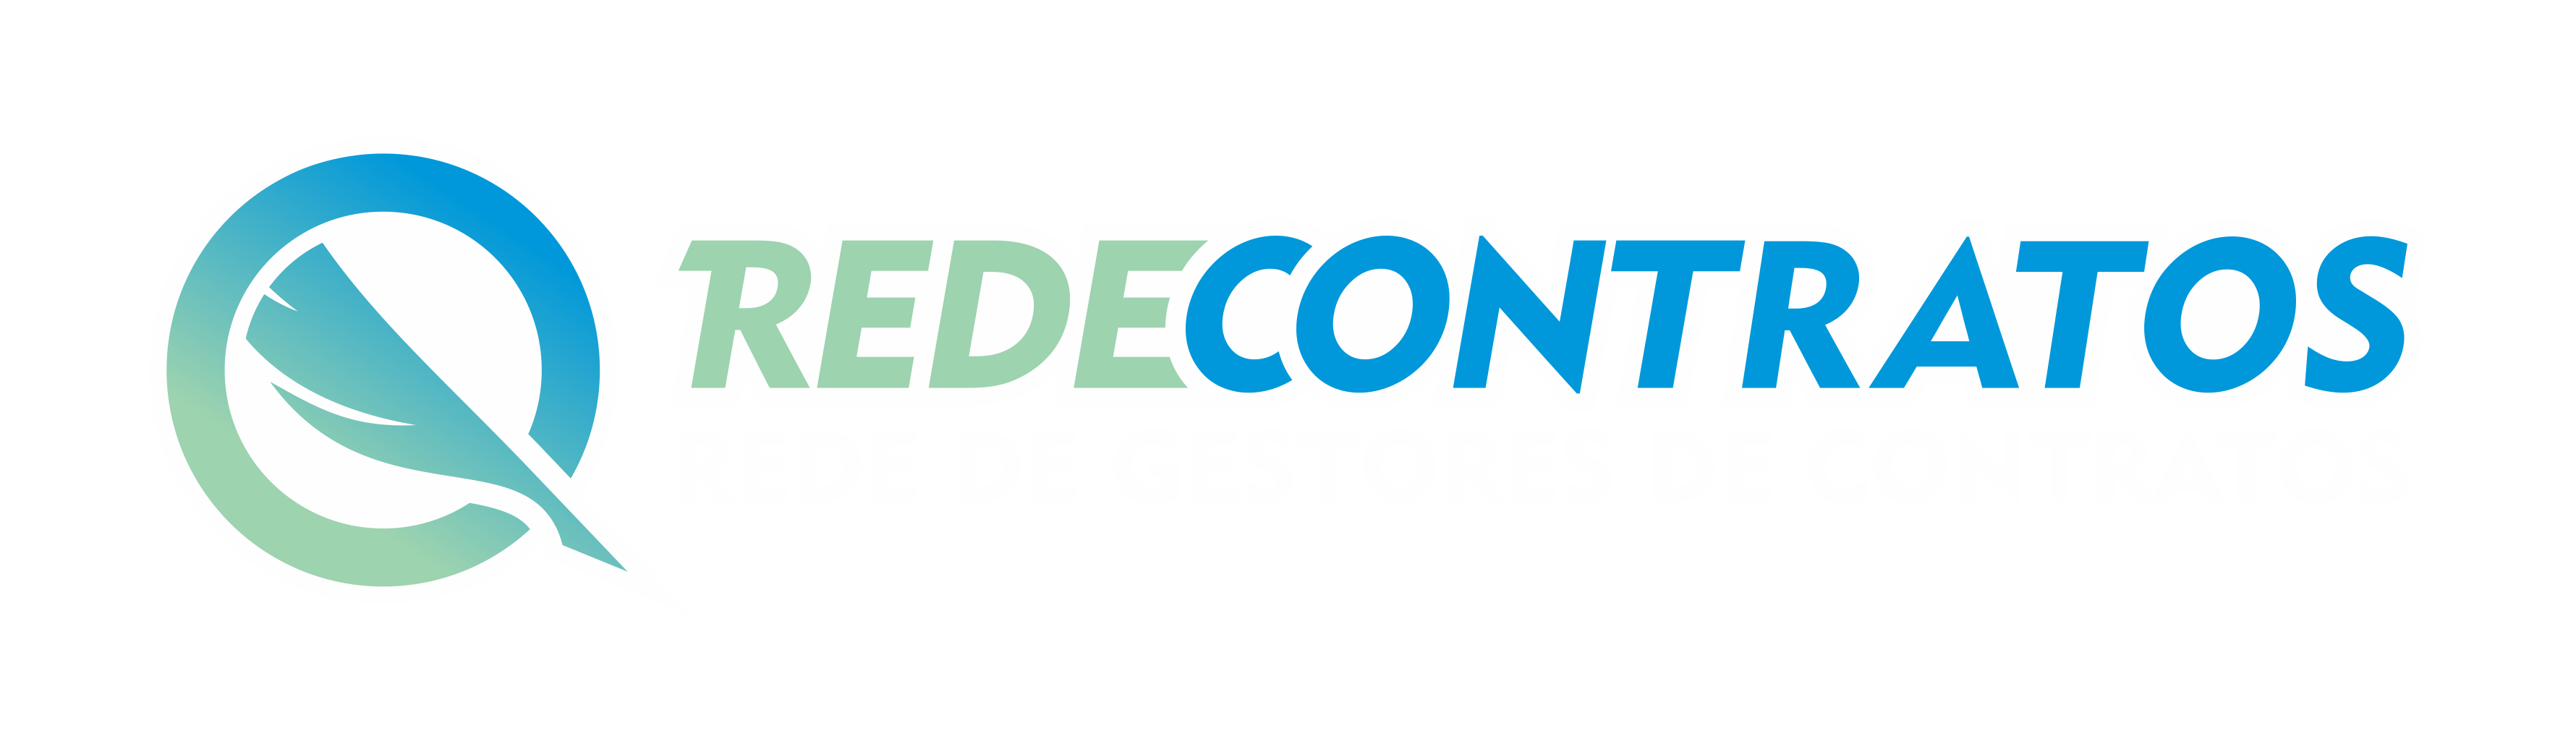 REDECONTRATOS
REDE DE GESTORES DE CONTRATOS